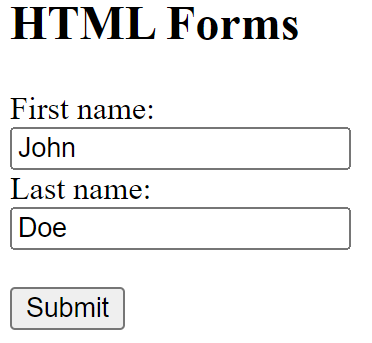 HTML Forms
First name:
John
Last name:
Doe
Submit